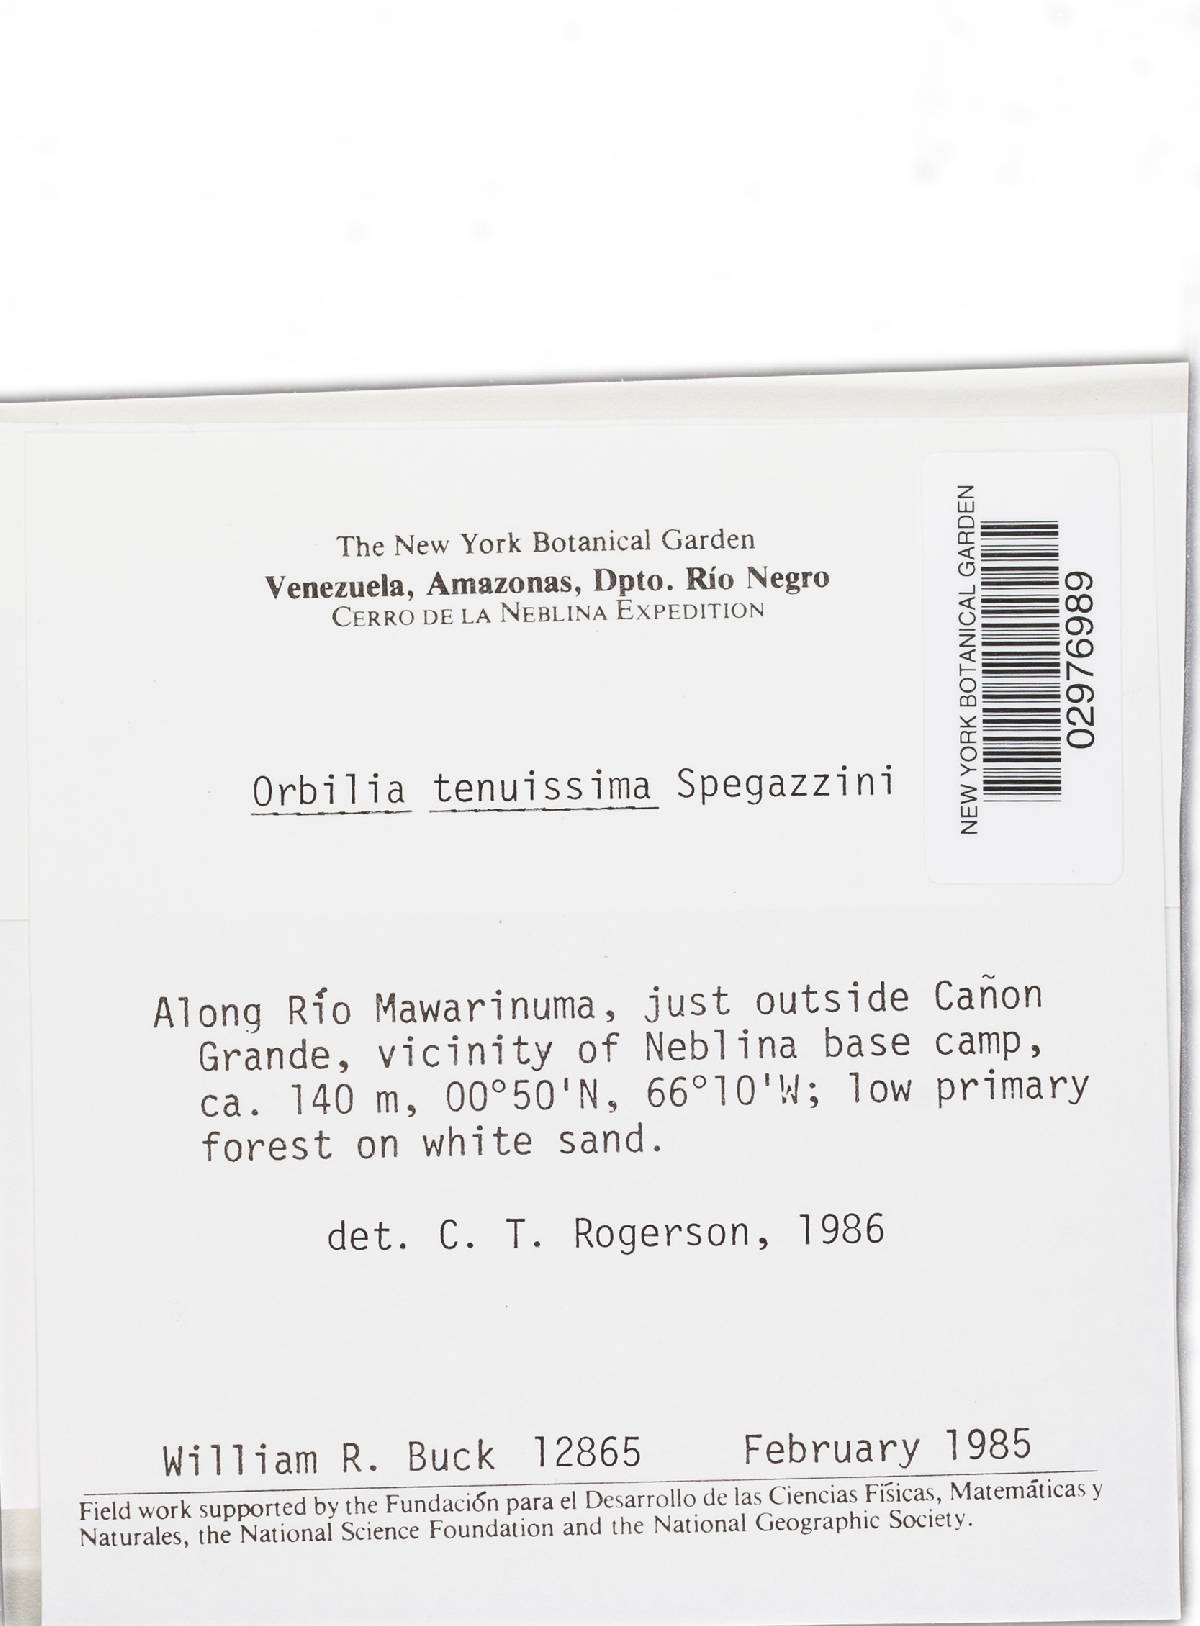 The New York Botanical Garden
Venezuela, Amazonas, Dpto. Río Negro
CERRO DE LA NEBLINA EXPEDITION
NEW YORK BOTANICAL GARDEN
02976989
Orbilia tenuissima Spegazzini
Along Río Mawarinuma, just outside Cañon
Grande, vicinity of Neblina base camp,
ca. 140 m, 00°50'N, 66°10'W; low primary
forest on white sand.
det. C. T. Rogerson, 1986
William R. Buck 12865 February 1985
Field work supported by the Fundación para el Desarrollo de las Ciencias Físicas, Matemáticas y
Naturales, the National Science Foundation and the National Geographic Society.